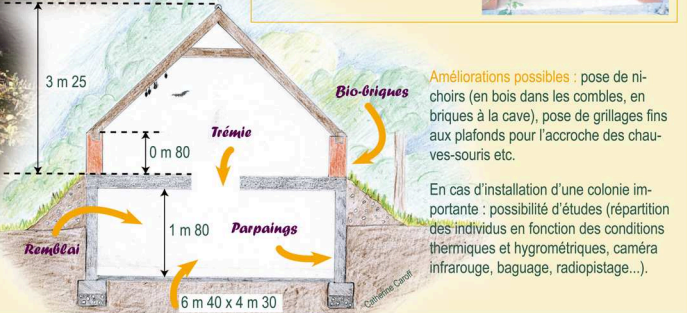 3 m 25
Bio-briques
Trémie
0 m 80
1 m 80
Parpaings
Remblai
6 m 40 x 4 m 30
Catherine Caroff
Améliorations possibles : pose de ni-
choirs (en bois dans les combles, en
briques à la cave), pose de grillages fins
aux plafonds pour l'accroche des chau-
ves-souris etc.
En cas d'installation d'une colonie im-
portante : possibilité d'études (répartition
des individus en fonction des conditions
thermiques et hygrométriques, caméra
infrarouge, baguage, radiopistage...).